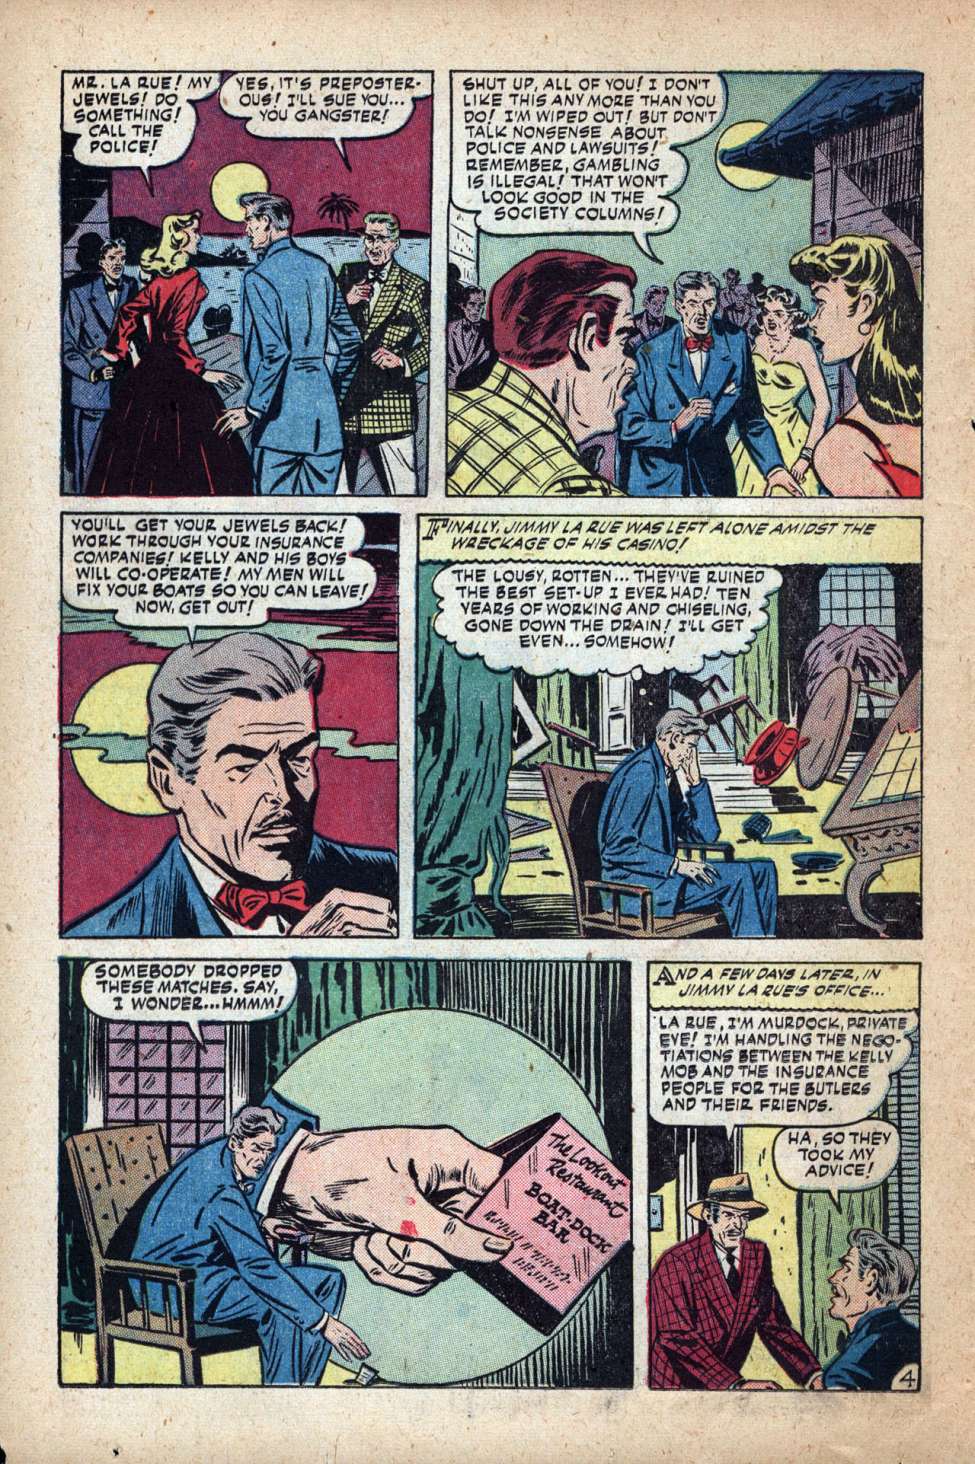 MR. LA RUE! MY
JEWELS! DO
SOMETHING!
CALL THE
POLICE!
YES, IT'S PREPOSTER-
OUS! I'LL SUE YOU...
YOU GANGSTER!
SHUT UP, ALL OF YOU! I DON'T
LIKE THIS ANY MORE THAN YOU
DO! I'M WIPED OUT! BUT DON'T
TALK NONSENSE ABOUT
POLICE AND LAWSUITS!
REMEMBER, GAMBLING
IS ILLEGAL! THAT WON'T
LOOK GOOD IN THE
SOCIETY COLUMNS!
YOU'LL GET YOUR JEWELS BACK!
WORK THROUGH YOUR INSURANCE
COMPANIES! KELLY AND HIS BOYS
WILL CO-OPERATE! MY MEN WILL
FIX YOUR BOATS SO YOU CAN LEAVE!
NOW, GET OUT!
FINALLY, JIMMY LA RUE WAS LEFT ALONE AMIDST THE
WRECKAGE OF HIS CASINO!
THE LOUSY, ROTTEN... THEY'VE RUINED
THE BEST SET-UP I EVER HAD! TEN
YEARS OF WORKING AND CHISELING,
GONE DOWN THE DRAIN! I'LL GET
EVEN... SOMEHOW!
SOMEBODY DROPPED
THESE MATCHES. SAY,
I WONDER...HMMM!
The Lookout
Restaurant
BOAT-DOCK
BAR
AND A FEW DAYS LATER, IN
JIMMY LA RUE'S OFFICE...
LA RUE, I'M MURDOCK, PRIVATE
EYE! I'M HANDLING THE NEGO-
TIATIONS BETWEEN THE KELLY
MOB AND THE INSURANCE
PEOPLE FOR THE BUTLERS
AND THEIR FRIENDS.
HA, SO THEY
TOOK MY
ADVICE!
4